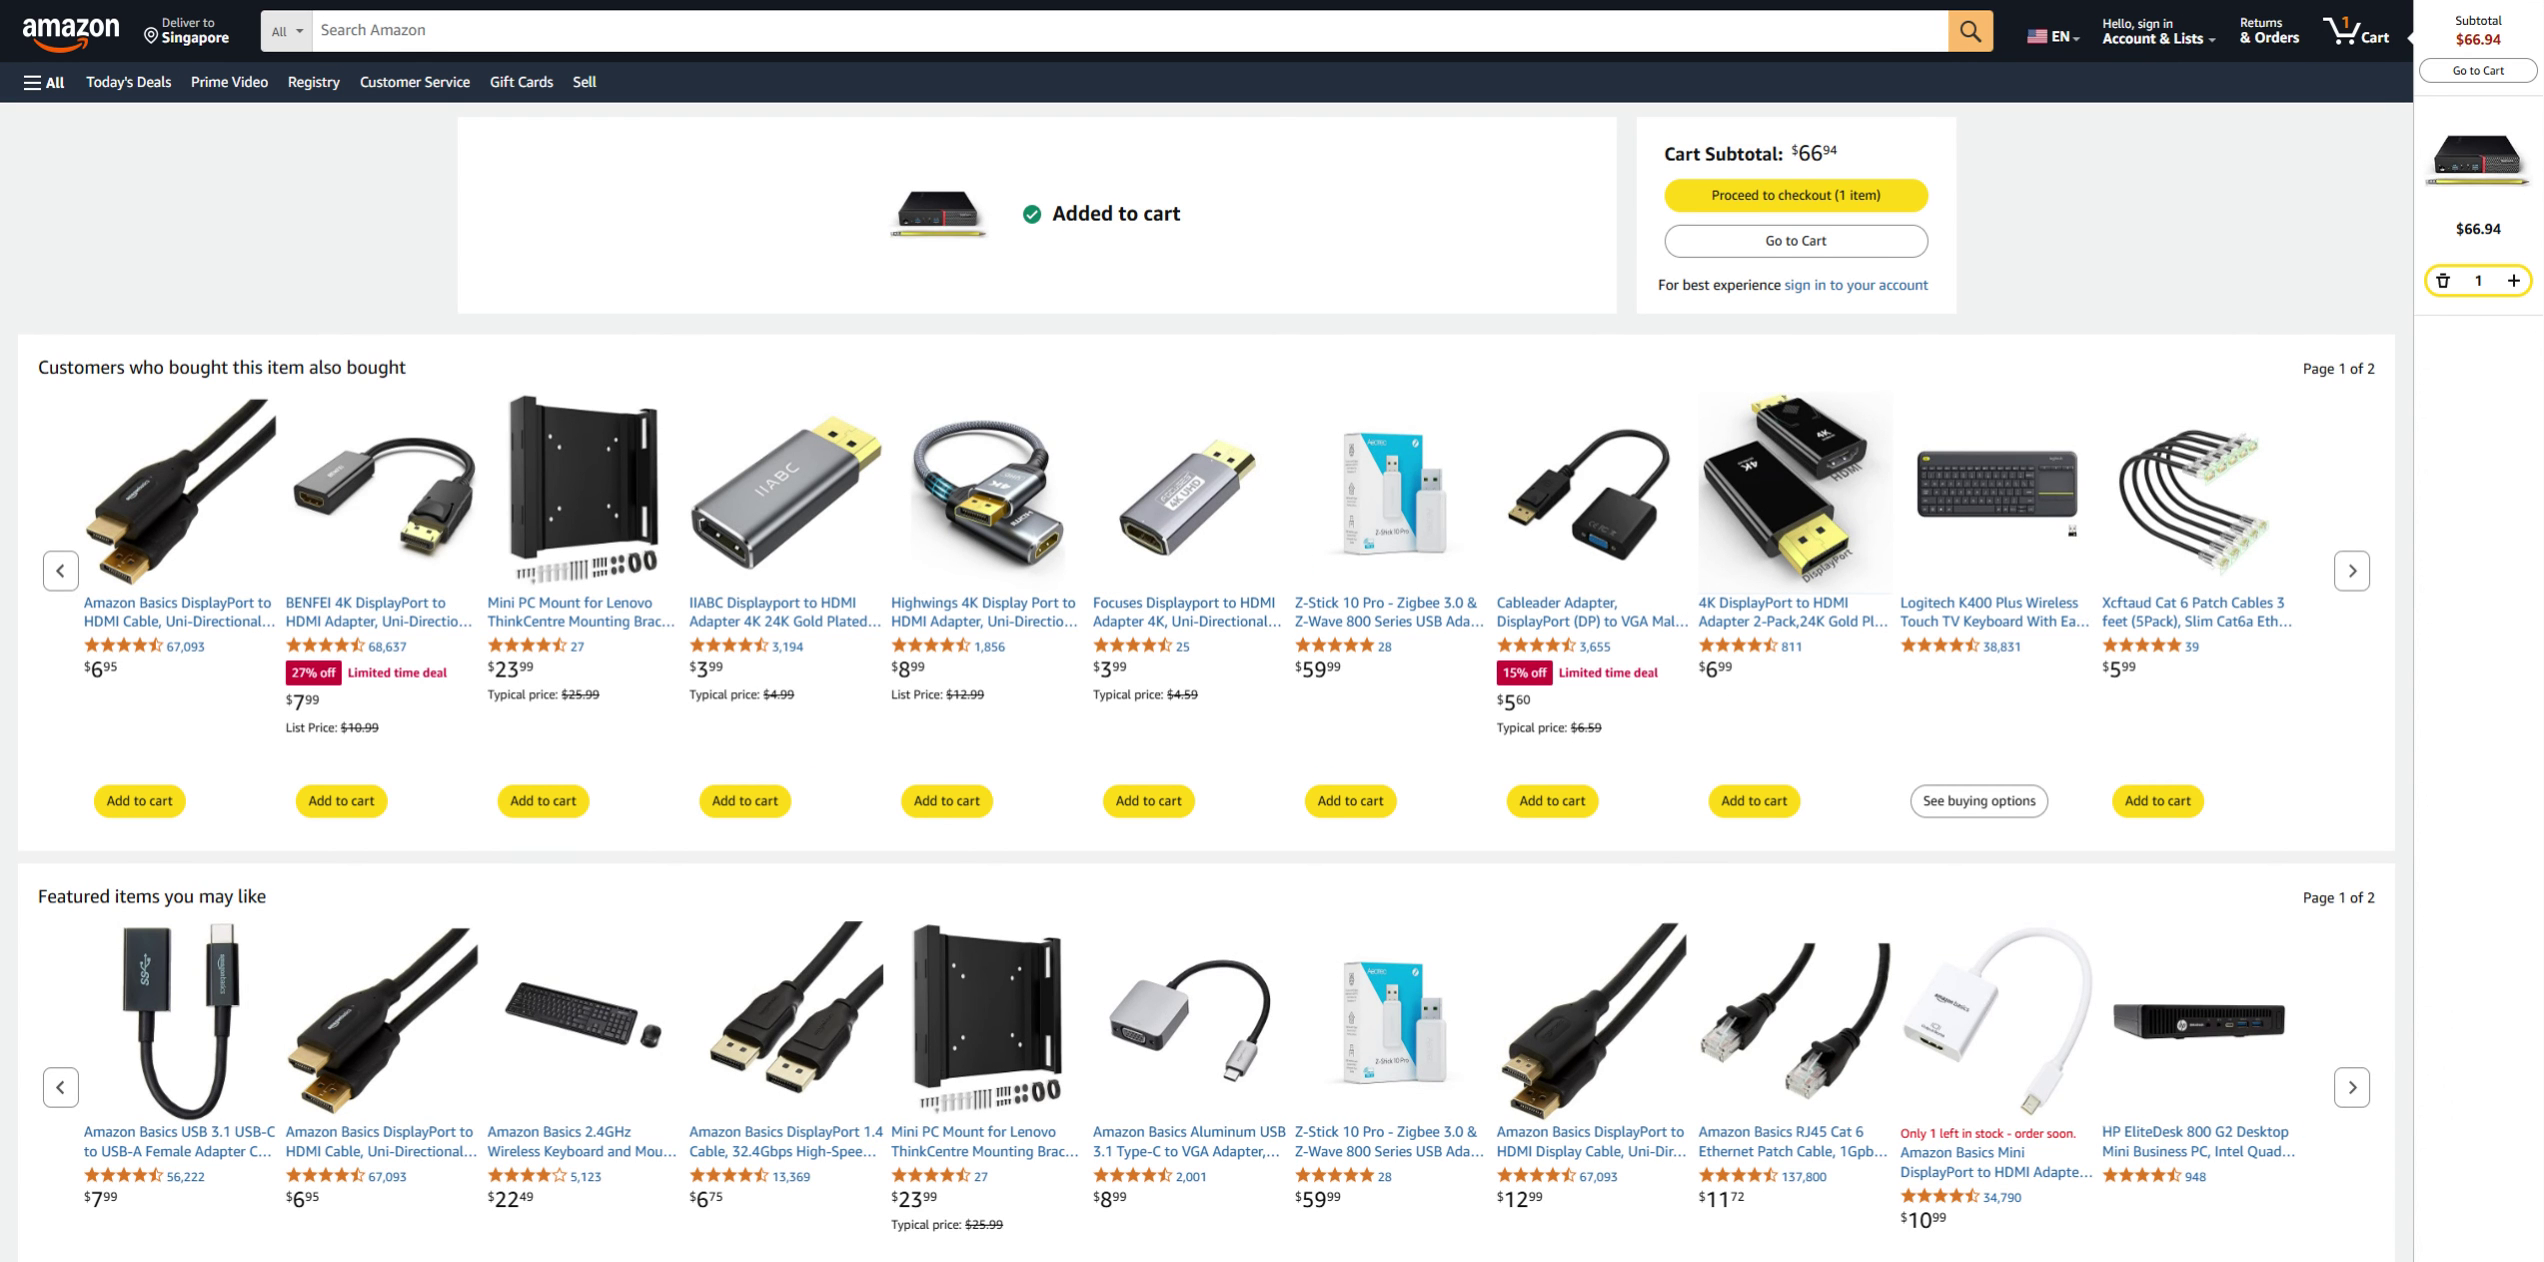 amazon
Deliver to
Singapore
All
Search Amazon
EN
Hello, sign in
Account & Lists
Returns
& Orders
1
Cart
Subtotal
$66.94
Go to Cart
All
Today's Deals
Prime Video
Registry
Customer Service
Gift Cards
Sell
Added to cart
Cart Subtotal: $66.94
Proceed to checkout (1 item)
Go to Cart
For best experience sign in to your account
$66.94
1
Customers who bought this item also bought
Page 1 of 2
Amazon Basics DisplayPort to
HDMI Cable, Uni-Directional...
67,093
$6.95
Add to cart
BENFEI 4K DisplayPort to
HDMI Adapter, Uni-Directio...
68,637
27% off Limited time deal
$7.99
List Price: $10.99
Add to cart
Mini PC Mount for Lenovo
ThinkCentre Mounting Brac...
27
$23.99
Typical price: $25.99
Add to cart
IIABC
IIABC Displayport to HDMI
Adapter 4K 24K Gold Plated...
3,194
$3.99
Typical price: $4.99
Add to cart
4K
HDMI
Highwings 4K Display Port to
HDMI Adapter, Uni-Directio...
1,856
$8.99
List Price: $12.99
Add to cart
4K UHD
Focuses Displayport to HDMI
Adapter 4K, Uni-Directional...
25
$3.99
Typical price: $4.59
Add to cart
Aeotec
Z-Stick 10 Pro
Z-Stick 10 Pro - Zigbee 3.0 &
Z-Wave 800 Series USB Ada...
28
$59.99
Add to cart
Cableader Adapter,
DisplayPort (DP) to VGA Mal...
3,655
15% off Limited time deal
$5.60
Typical price: $6.59
Add to cart
4K
HDMI
4K
DisplayPort
4K DisplayPort to HDMI
Adapter 2-Pack,24K Gold Pl...
811
$6.99
Add to cart
Logitech K400 Plus Wireless
Touch TV Keyboard With Ea...
38,831
See buying options
Xcftaud Cat 6 Patch Cables 3
feet (5Pack), Slim Cat6a Eth...
39
$5.99
Add to cart
Featured items you may like
Page 1 of 2
Amazon Basics USB 3.1 USB-C
to USB-A Female Adapter C...
56,222
$7.99
Amazon Basics DisplayPort to
HDMI Cable, Uni-Directional...
67,093
$6.95
Amazon Basics 2.4GHz
Wireless Keyboard and Mou...
5,123
$22.49
Amazon Basics DisplayPort 1.4
Cable, 32.4Gbps High-Spee...
13,369
$6.75
Mini PC Mount for Lenovo
ThinkCentre Mounting Brac...
27
$23.99
Typical price: $25.99
Amazon Basics Aluminum USB
3.1 Type-C to VGA Adapter,...
2,001
$8.99
Aeotec
Z-Stick 10 Pro
Z-Stick 10 Pro - Zigbee 3.0 &
Z-Wave 800 Series USB Ada...
28
$59.99
Amazon Basics DisplayPort to
HDMI Display Cable, Uni-Dir...
67,093
$12.99
Amazon Basics RJ45 Cat 6
Ethernet Patch Cable, 1Gpb...
137,800
$11.72
amazon basics
Only 1 left in stock - order soon.
Amazon Basics Mini
DisplayPort to HDMI Adapte...
34,790
$10.99
hp
HP EliteDesk 800 G2 Desktop
Mini Business PC, Intel Quad...
948